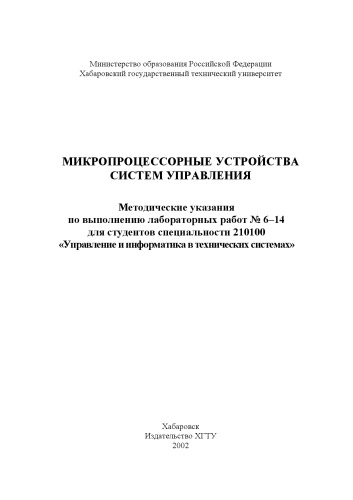 Министерство образования Российской Федерации
Хабаровский государственный технический университет
МИКРОПРОЦЕССОРНЫЕ УСТРОЙСТВА
СИСТЕМ УПРАВЛЕНИЯ
Методические указания
по выполнению лабораторных работ № 6–14
для студентов специальности 210100
«Управление и информатика в технических системах»
Хабаровск
Издательство ХГТУ
2002